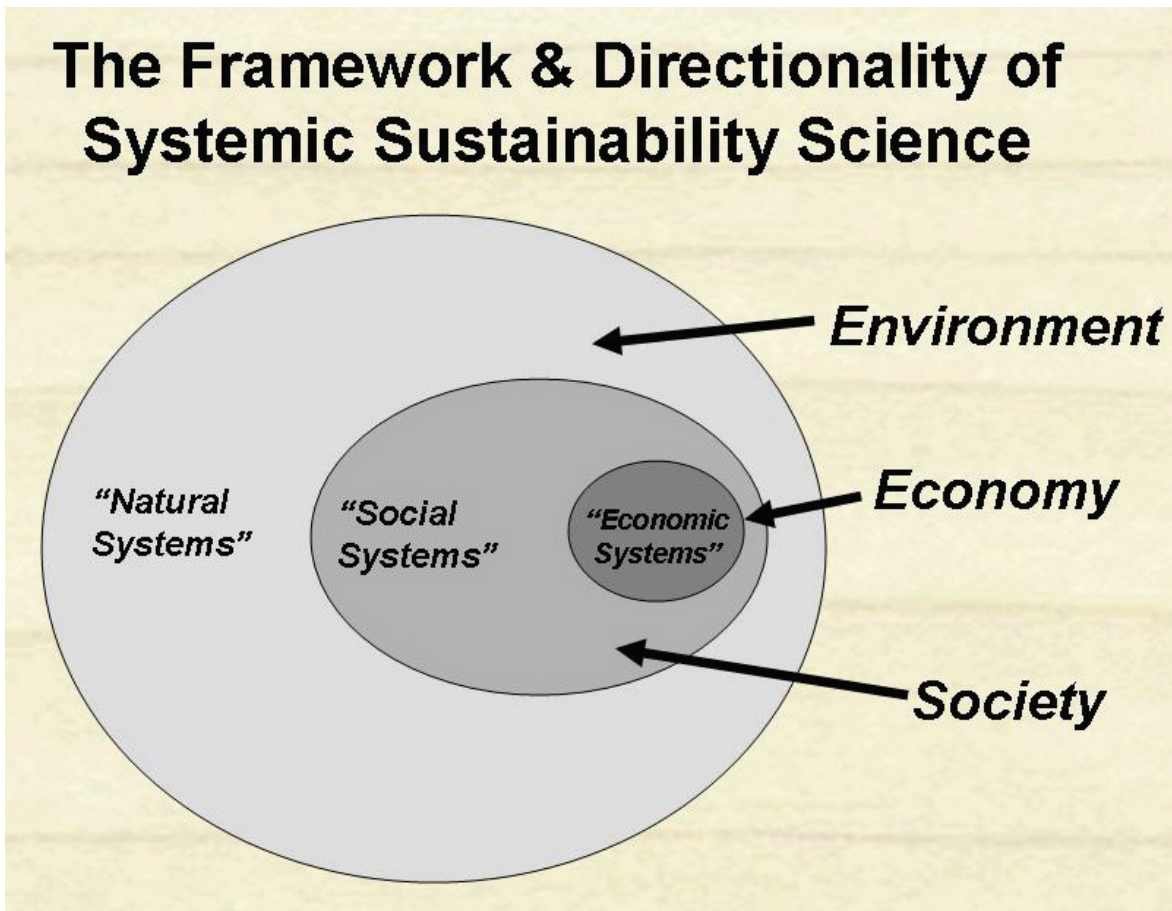 The Framework & Directionality of
Systemic Sustainability Science
Environment
“Natural
Systems”
“Social
Systems”
“Economic
Systems”
Economy
Society